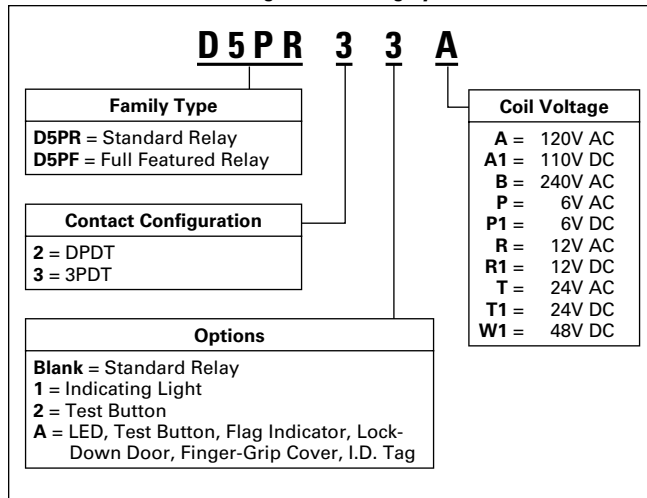 D5PR 3 3 A
Family Type
D5PR = Standard Relay
D5PF = Full Featured Relay
Contact Configuration
2 = DPDT
3 = 3PDT
Options
Blank = Standard Relay
1 = Indicating Light
2 = Test Button
A = LED, Test Button, Flag Indicator, Lock-
Down Door, Finger-Grip Cover, I.D. Tag
Coil Voltage
A = 120V AC
A1 = 110V DC
B = 240V AC
P = 6V AC
P1 = 6V DC
R = 12V AC
R1 = 12V DC
T = 24V AC
T1 = 24V DC
W1 = 48V DC